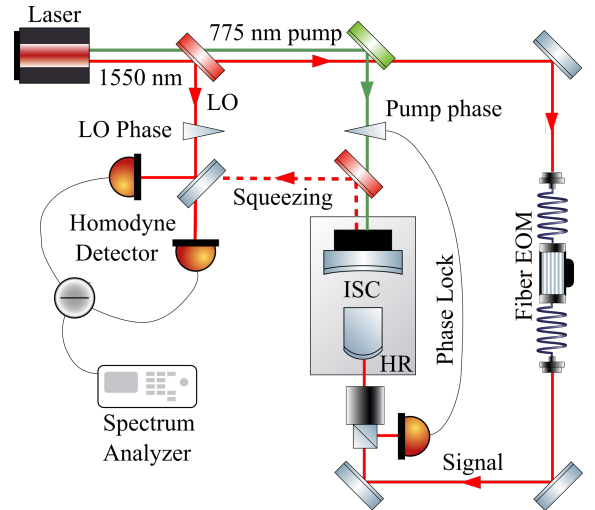 Laser
775 nm pump
1550 nm
LO
LO Phase
Pump phase
Squeezing
Homodyne
Detector
ISC
HR
Phase Lock
Fiber EOM
Spectrum
Analyzer
Signal